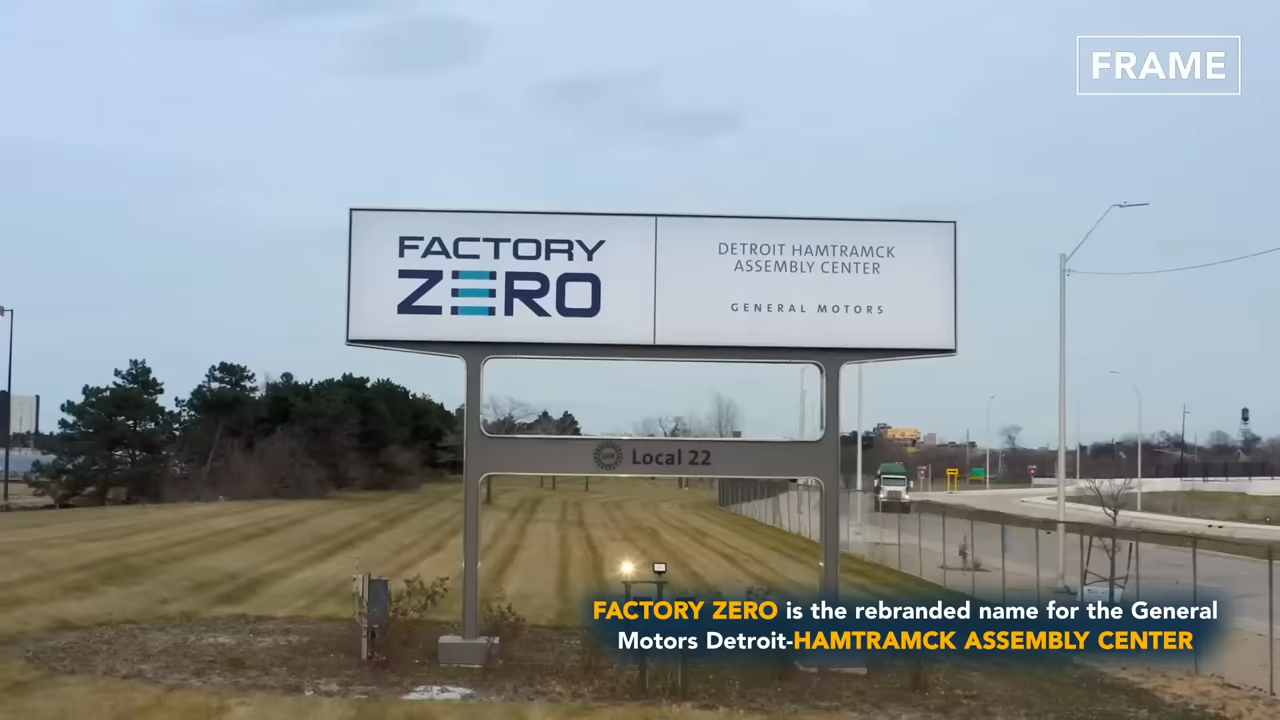 FRAME
FACTORY
ZERO
DETROIT HAMTRAMCK
ASSEMBLY CENTER
GENERAL MOTORS
UAW Local 22
FACTORY ZERO is the rebranded name for the General
Motors Detroit-HAMTRAMCK ASSEMBLY CENTER